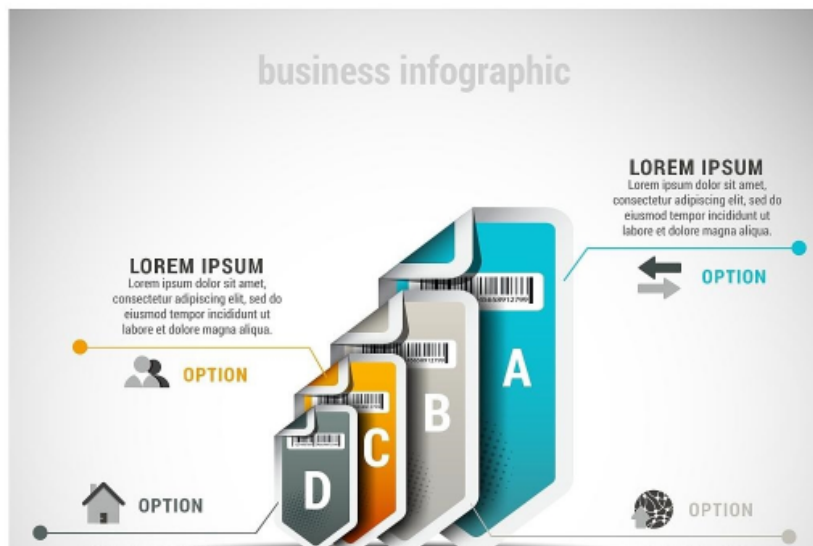 business infographic
LOREM IPSUM
Lorem ipsum dolor sit amet,
consectetur adipiscing elit, sed do
eiusmod tempor incididunt ut
labore et dolore magna aliqua.
OPTION
LOREM IPSUM
Lorem ipsum dolor sit amet,
consectetur adipiscing elit, sed do
eiusmod tempor incididunt ut
labore et dolore magna aliqua.
OPTION
A
B
C
D
OPTION
OPTION